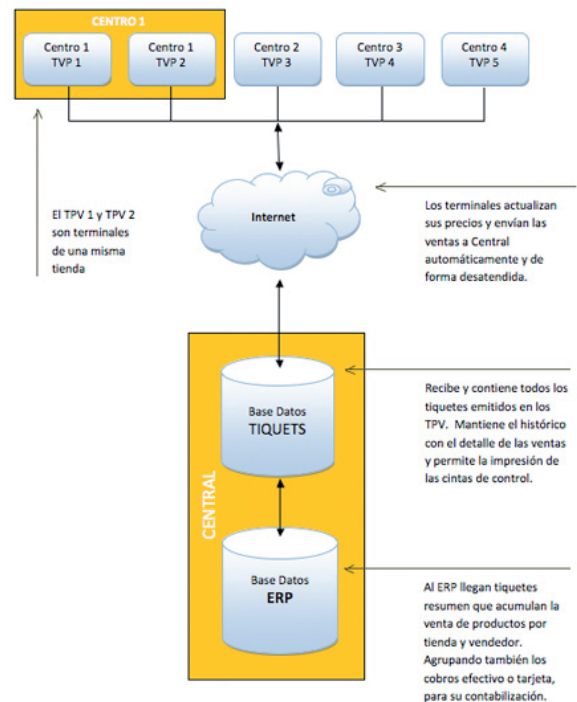 CENTRO 1
Centro 1
TVP 1
Centro 1
TVP 2
Centro 2
TVP 3
Centro 3
TVP 4
Centro 4
TVP 5
El TPV 1 y TPV 2
son terminales
de una misma
tienda
Internet
Los terminales actualizan
sus precios y envían las
ventas a Central
automáticamente y de
forma desatendida.
CENTRAL
Base Datos
TIQUETS
Recibe y contiene todos los
tiquetes emitidos en los
TPV. Mantiene el histórico
con el detalle de las ventas
y permite la impresión de
las cintas de control.
Base Datos
ERP
Al ERP llegan tiquetes
resumen que acumulan la
venta de productos por
tienda y vendedor.
Agrupando también los
cobros efectivo o tarjeta,
para su contabilización.